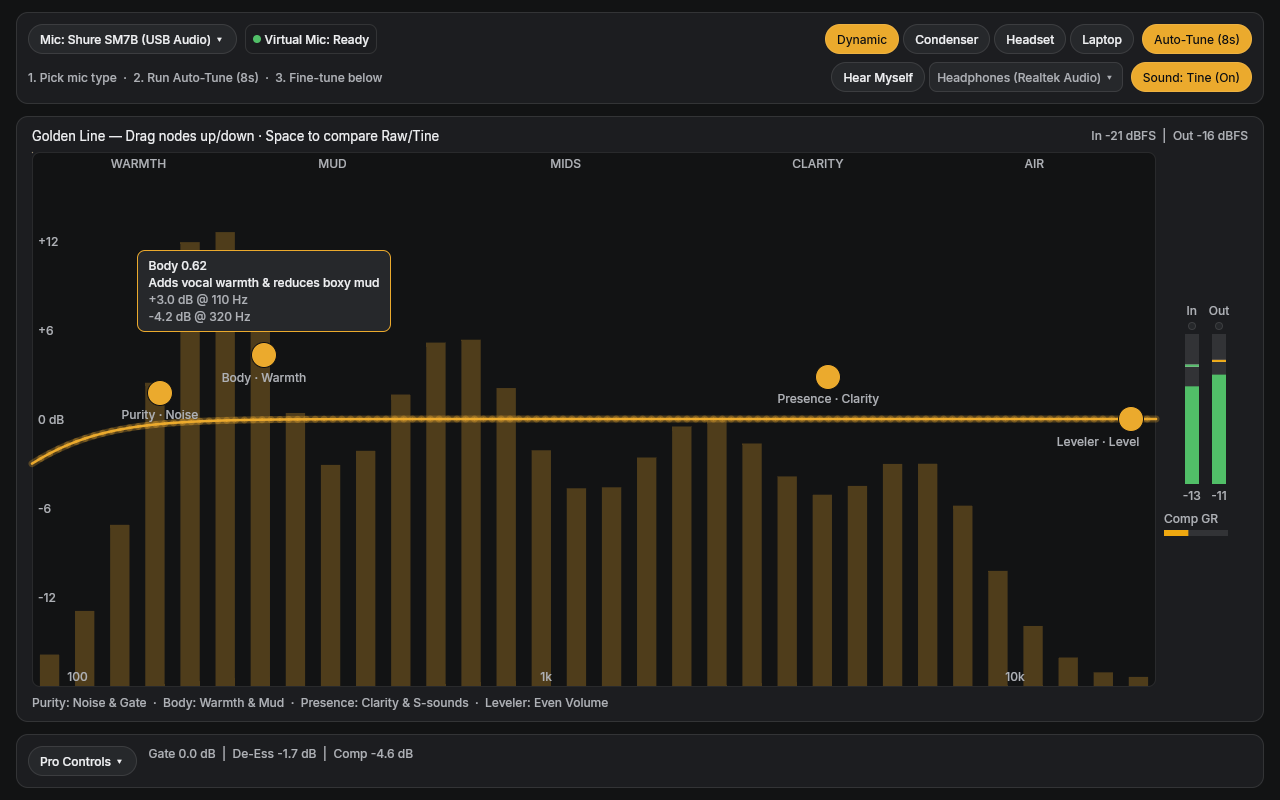 Mic: Shure SM7B (USB Audio) ▾
Virtual Mic: Ready
Dynamic
Condenser
Headset
Laptop
Auto-Tune (8s)
1. Pick mic type · 2. Run Auto-Tune (8s) · 3. Fine-tune below
Hear Myself
Headphones (Realtek Audio) ▾
Sound: Tine (On)
Golden Line — Drag nodes up/down · Space to compare Raw/Tine
In -21 dBFS | Out -16 dBFS
WARMTH
MUD
MIDS
CLARITY
AIR
+12
Body 0.62
Adds vocal warmth & reduces boxy mud
+3.0 dB @ 110 Hz
-4.2 dB @ 320 Hz
+6
Body · Warmth
Purity · Noise
Presence · Clarity
0 dB
Leveler · Level
-6
-12
100
1k
10k
In
Out
-13
-11
Comp GR
Purity: Noise & Gate · Body: Warmth & Mud · Presence: Clarity & S-sounds · Leveler: Even Volume
Pro Controls ▾
Gate 0.0 dB | De-Ess -1.7 dB | Comp -4.6 dB